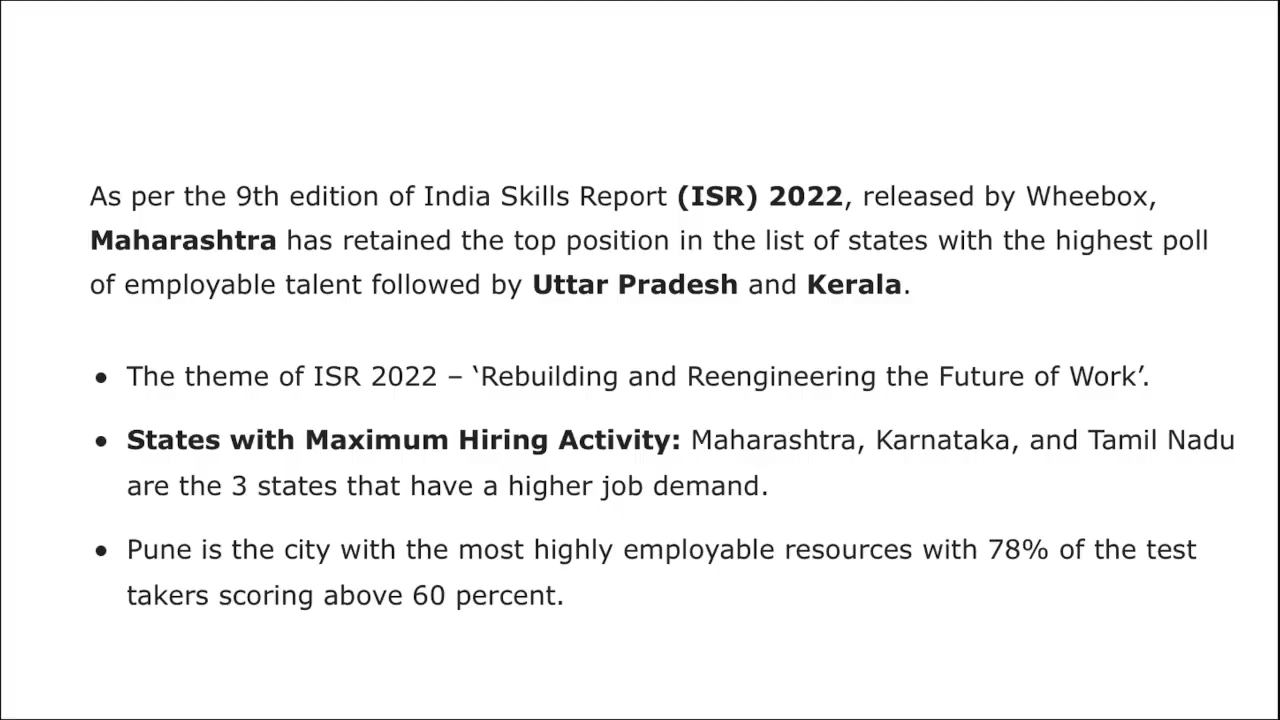 As per the 9th edition of India Skills Report (ISR) 2022, released by Wheebox,
Maharashtra has retained the top position in the list of states with the highest poll
of employable talent followed by Uttar Pradesh and Kerala.
● The theme of ISR 2022 – ‘Rebuilding and Reengineering the Future of Work’.
● States with Maximum Hiring Activity: Maharashtra, Karnataka, and Tamil Nadu
are the 3 states that have a higher job demand.
● Pune is the city with the most highly employable resources with 78% of the test
takers scoring above 60 percent.